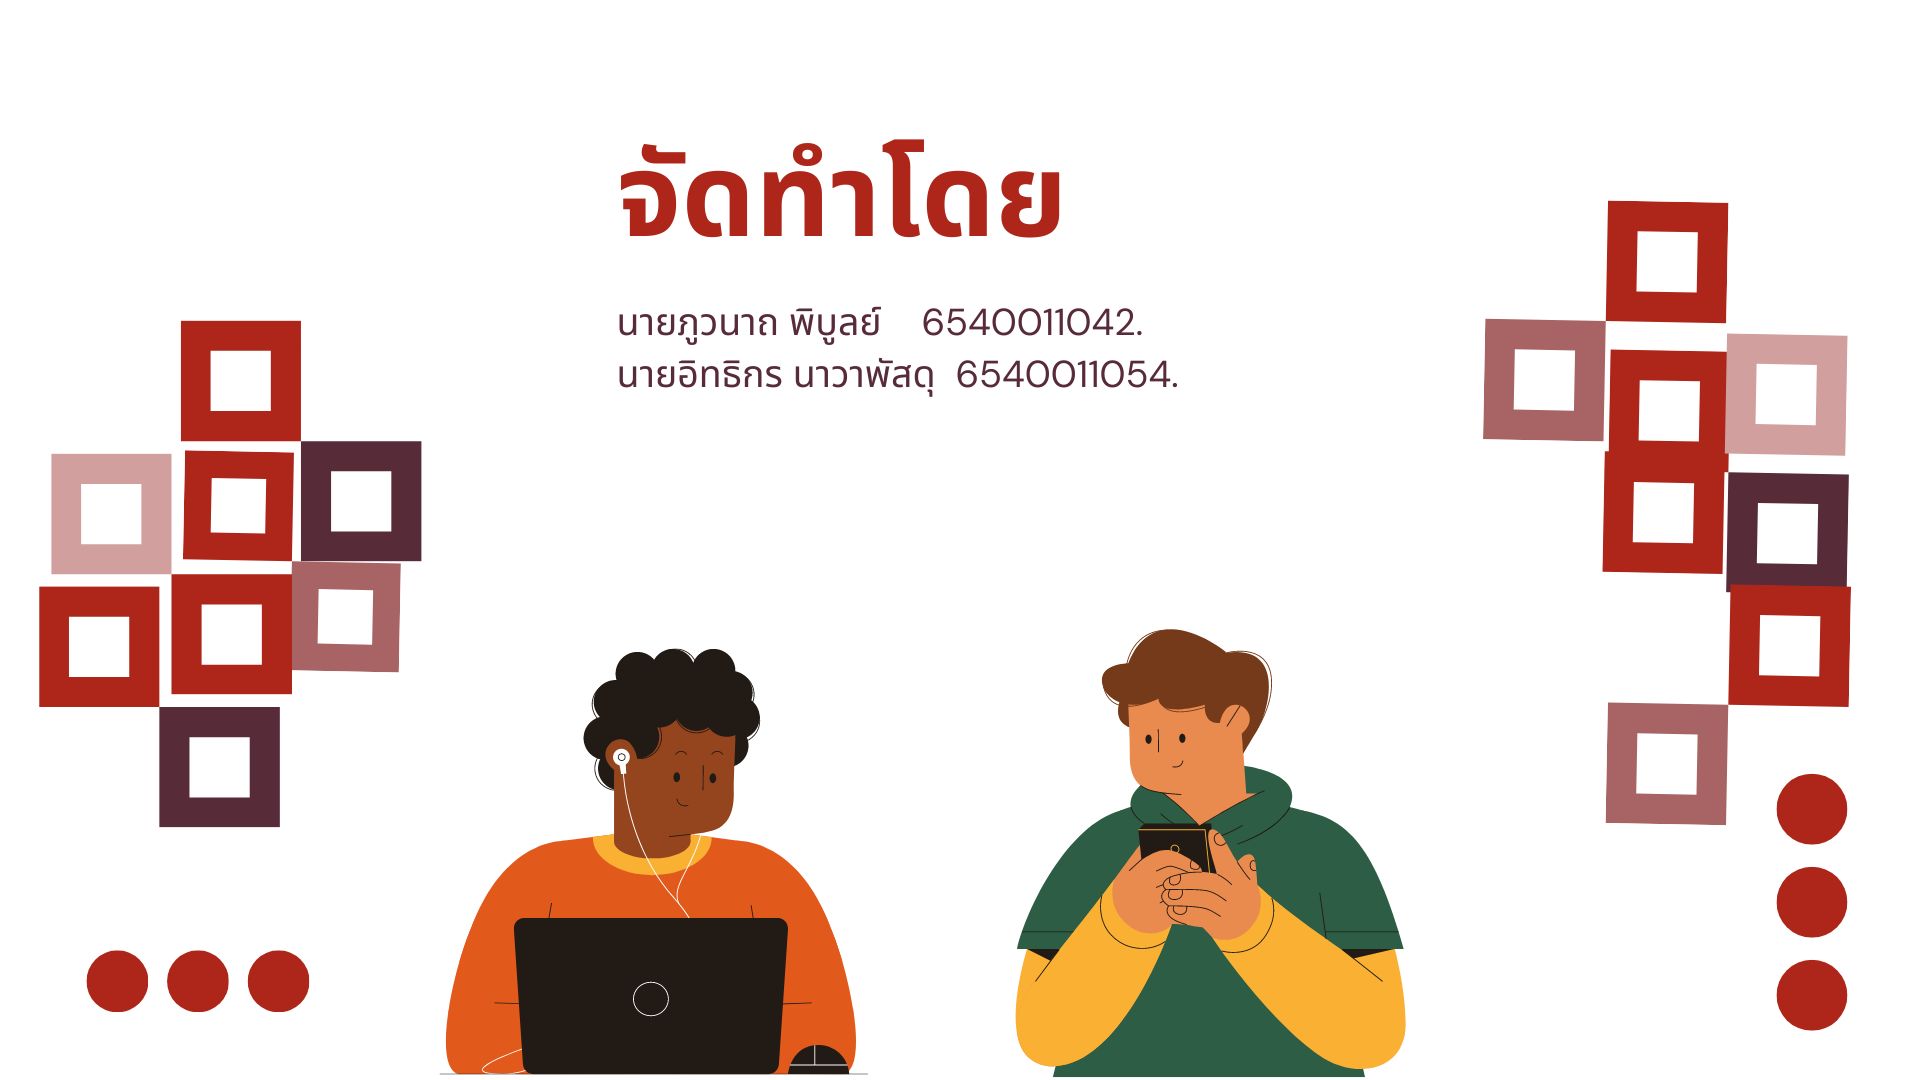 จัดทำโดย
นายภูวนาถ พิบูลย์ 6540011042.
นายอิทธิกร นาวาพัสดุ 6540011054.